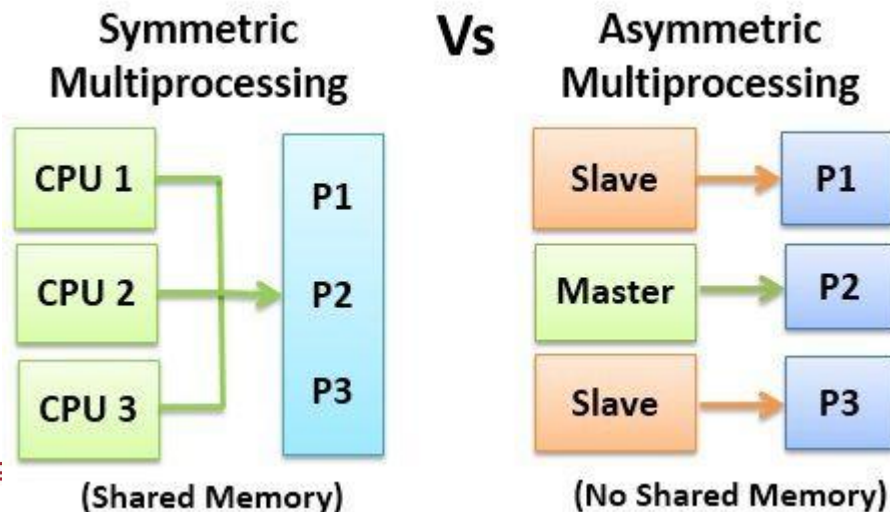 Symmetric
Multiprocessing
Vs
Asymmetric
Multiprocessing
CPU 1
CPU 2
CPU 3
P1
P2
P3
(Shared Memory)
Slave
P1
Master
P2
Slave
P3
(No Shared Memory)